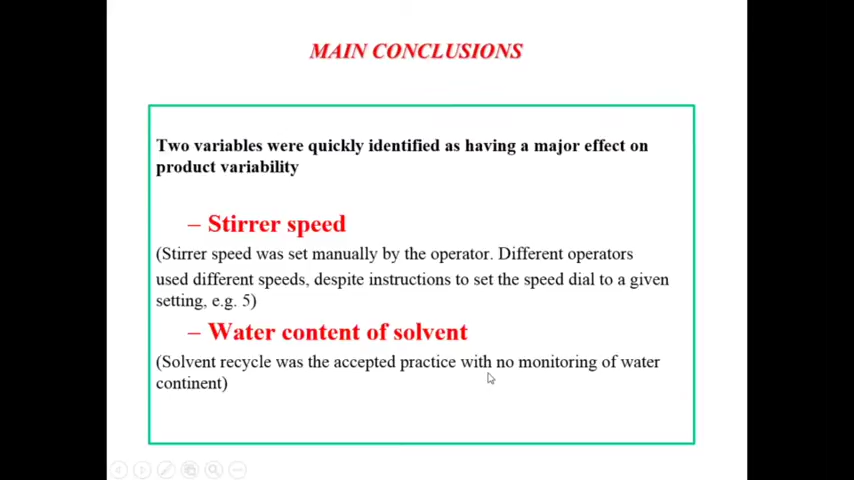 MAIN CONCLUSIONS
Two variables were quickly identified as having a major effect on
product variability
– Stirrer speed
(Stirrer speed was set manually by the operator. Different operators
used different speeds, despite instructions to set the speed dial to a given
setting, e.g. 5)
– Water content of solvent
(Solvent recycle was the accepted practice with no monitoring of water
continent)